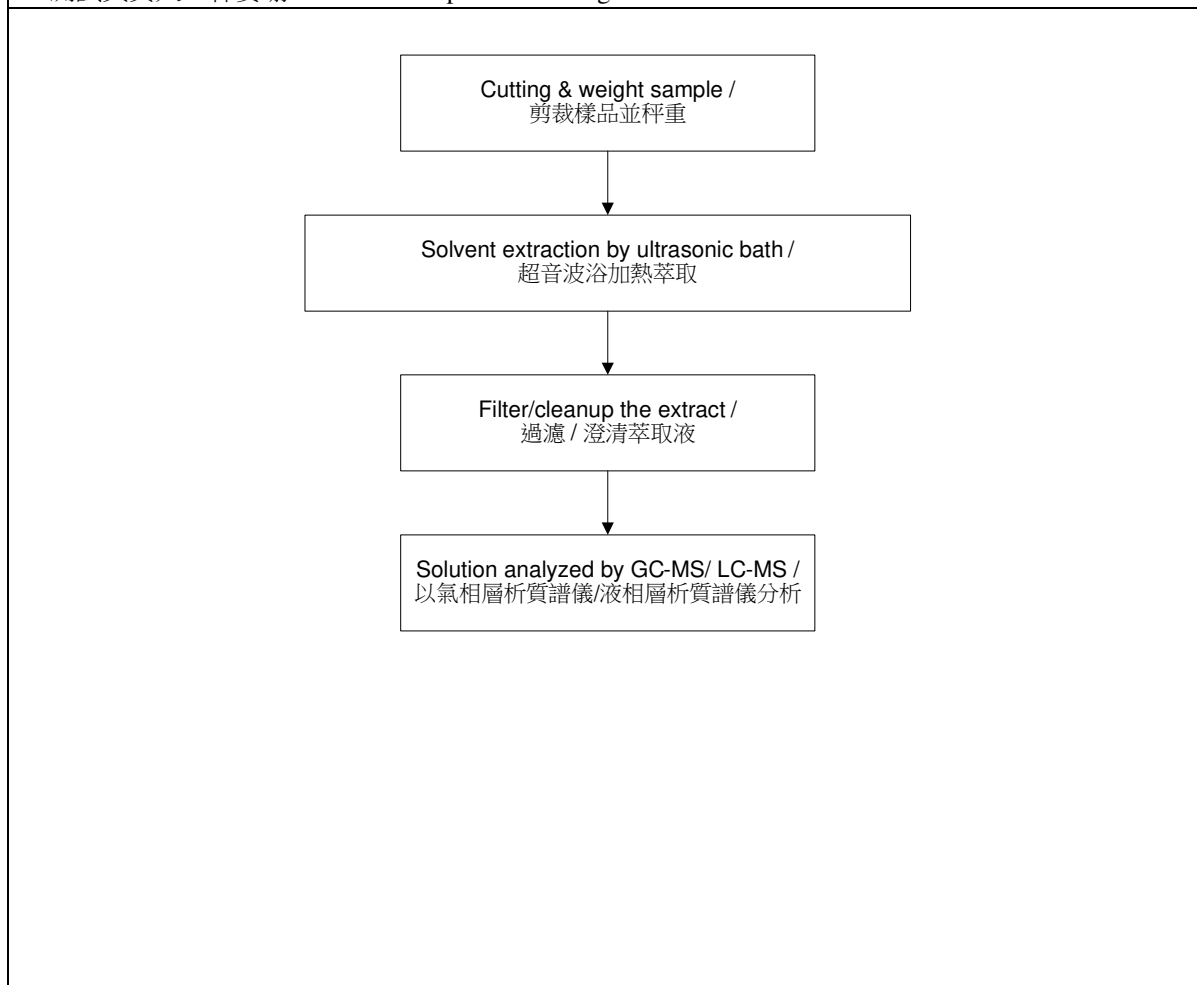 Cutting & weight sample /
剪裁樣品並秤重
Solvent extraction by ultrasonic bath /
超音波浴加熱萃取
Filter/cleanup the extract /
過濾 / 澄清萃取液
Solution analyzed by GC-MS/ LC-MS /
以氣相層析質譜儀/液相層析質譜儀分析